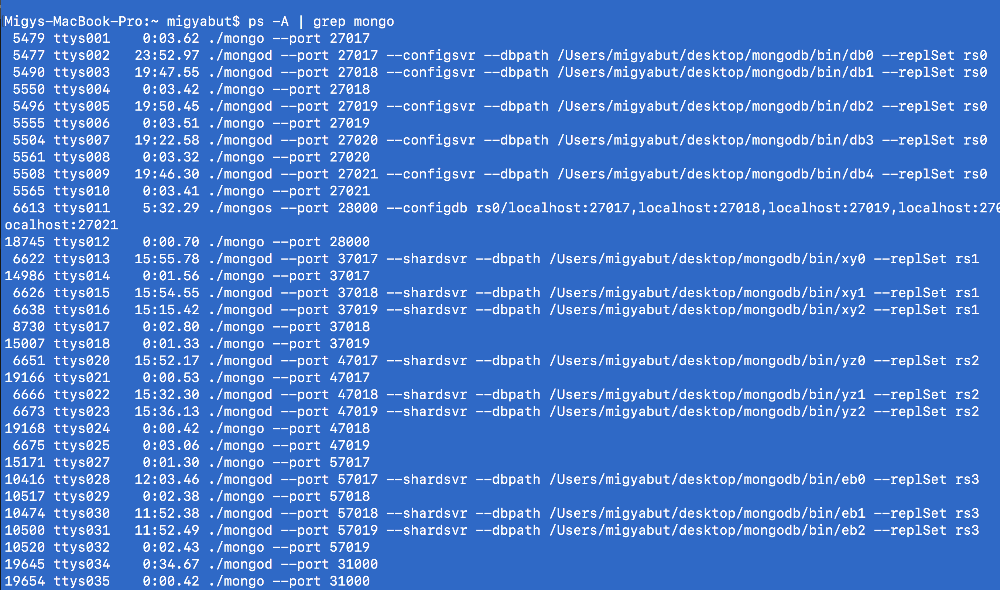 Migys-MacBook-Pro:~ migyabut$ ps -A | grep mongo
5479 ttys001 0:03.62 ./mongo --port 27017
5477 ttys002 23:52.97 ./mongod --port 27017 --configsvr --dbpath /Users/migyabut/desktop/mongodb/bin/db0 --replSet rs0
5490 ttys003 19:47.55 ./mongod --port 27018 --configsvr --dbpath /Users/migyabut/desktop/mongodb/bin/db1 --replSet rs0
5550 ttys004 0:03.42 ./mongo --port 27018
5496 ttys005 19:50.45 ./mongod --port 27019 --configsvr --dbpath /Users/migyabut/desktop/mongodb/bin/db2 --replSet rs0
5555 ttys006 0:03.51 ./mongo --port 27019
5504 ttys007 19:22.58 ./mongod --port 27020 --configsvr --dbpath /Users/migyabut/desktop/mongodb/bin/db3 --replSet rs0
5561 ttys008 0:03.32 ./mongo --port 27020
5508 ttys009 19:46.30 ./mongod --port 27021 --configsvr --dbpath /Users/migyabut/desktop/mongodb/bin/db4 --replSet rs0
5565 ttys010 0:03.41 ./mongo --port 27021
6613 ttys011 5:32.29 ./mongos --port 28000 --configdb rs0/localhost:27017,localhost:27018,localhost:27019,localhost:270
ocalhost:27021
18745 ttys012 0:00.70 ./mongo --port 28000
6622 ttys013 15:55.78 ./mongod --port 37017 --shardsvr --dbpath /Users/migyabut/desktop/mongodb/bin/xy0 --replSet rs1
14986 ttys014 0:01.56 ./mongo --port 37017
6626 ttys015 15:54.55 ./mongod --port 37018 --shardsvr --dbpath /Users/migyabut/desktop/mongodb/bin/xy1 --replSet rs1
6638 ttys016 15:15.42 ./mongod --port 37019 --shardsvr --dbpath /Users/migyabut/desktop/mongodb/bin/xy2 --replSet rs1
8730 ttys017 0:02.80 ./mongo --port 37018
15007 ttys018 0:01.33 ./mongo --port 37019
6651 ttys020 15:52.17 ./mongod --port 47017 --shardsvr --dbpath /Users/migyabut/desktop/mongodb/bin/yz0 --replSet rs2
19166 ttys021 0:00.53 ./mongo --port 47017
6666 ttys022 15:32.30 ./mongod --port 47018 --shardsvr --dbpath /Users/migyabut/desktop/mongodb/bin/yz1 --replSet rs2
6673 ttys023 15:36.13 ./mongod --port 47019 --shardsvr --dbpath /Users/migyabut/desktop/mongodb/bin/yz2 --replSet rs2
19168 ttys024 0:00.42 ./mongo --port 47018
6675 ttys025 0:03.06 ./mongo --port 47019
15171 ttys027 0:01.30 ./mongo --port 57017
10416 ttys028 12:03.46 ./mongod --port 57017 --shardsvr --dbpath /Users/migyabut/desktop/mongodb/bin/eb0 --replSet rs3
10517 ttys029 0:02.38 ./mongo --port 57018
10474 ttys030 11:52.38 ./mongod --port 57018 --shardsvr --dbpath /Users/migyabut/desktop/mongodb/bin/eb1 --replSet rs3
10500 ttys031 11:52.49 ./mongod --port 57019 --shardsvr --dbpath /Users/migyabut/desktop/mongodb/bin/eb2 --replSet rs3
10520 ttys032 0:02.43 ./mongo --port 57019
19645 ttys034 0:34.67 ./mongod --port 31000
19654 ttys035 0:00.42 ./mongo --port 31000